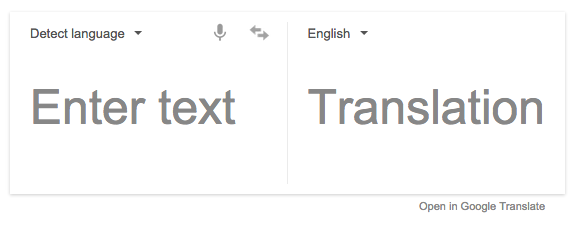 Detect language
English
Enter text
Translation
Open in Google Translate